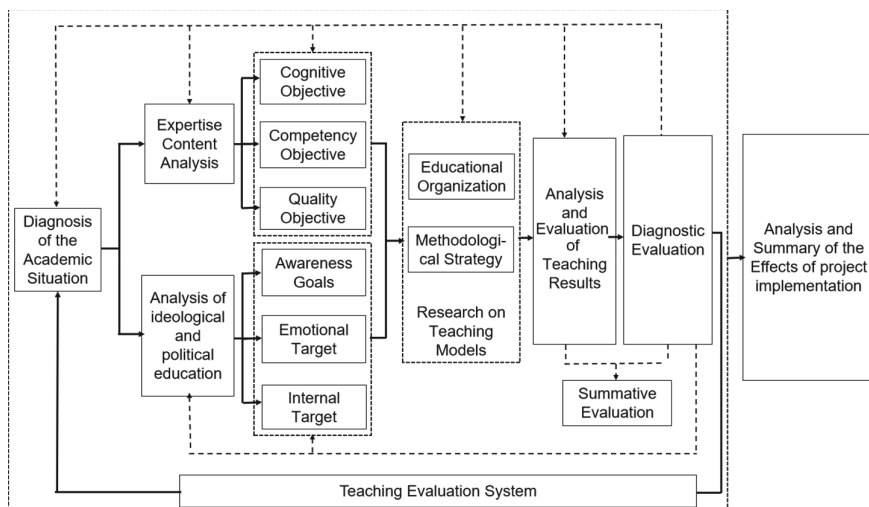 Diagnosis
of the
Academic
Situation
Expertise
Content
Analysis
Analysis of
ideological
and
political
education
Cognitive
Objective
Competency
Objective
Quality
Objective
Awareness
Goals
Emotional
Target
Internal
Target
Educational
Organization
Methodologi-
cal Strategy
Research on
Teaching
Models
Analysis
and
Evaluation
of
Teaching
Results
Diagnostic
Evaluation
Summative
Evaluation
Analysis and
Summary of the
Effects of project
implementation
Teaching Evaluation System